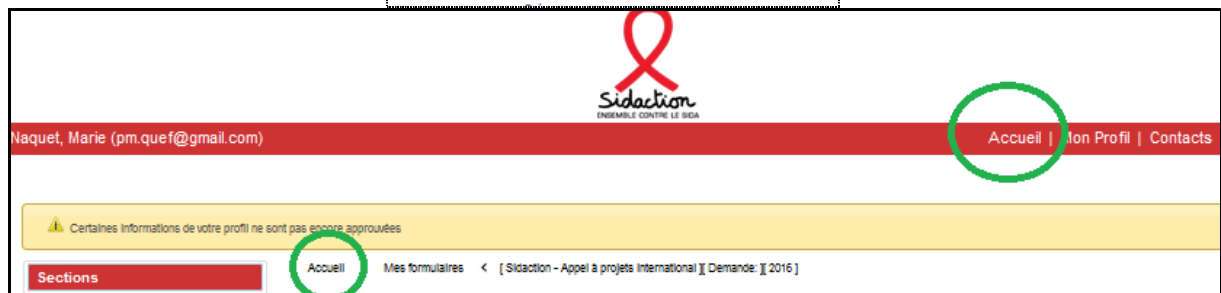 Sidaction
ENSEMBLE CONTRE LE SIDA
Naquet, Marie (pm.quef@gmail.com)
Accueil | Mon Profil | Contacts
Certaines informations de votre profil ne sont pas encore approuvées
Sections
Accueil Mes formulaires < [ Sidaction - Appel à projets International ][ Demande: ][ 2016 ]